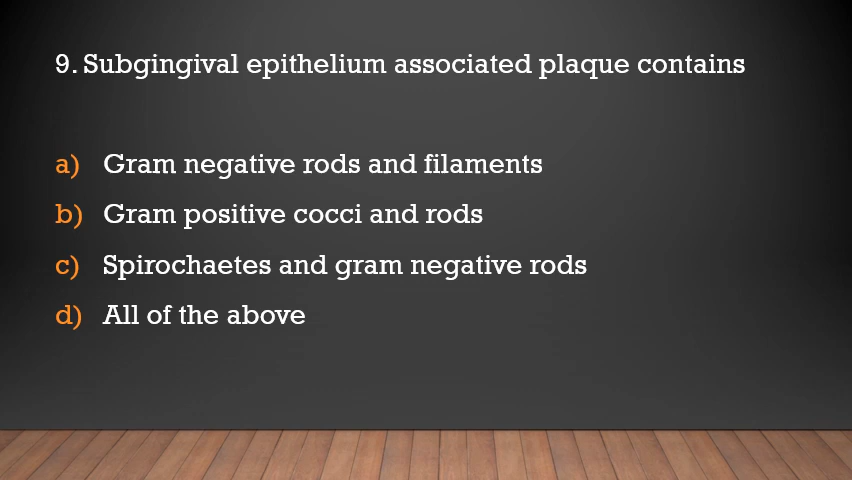 9. Subgingival epithelium associated plaque contains
a) Gram negative rods and filaments
b) Gram positive cocci and rods
c) Spirochaetes and gram negative rods
d) All of the above